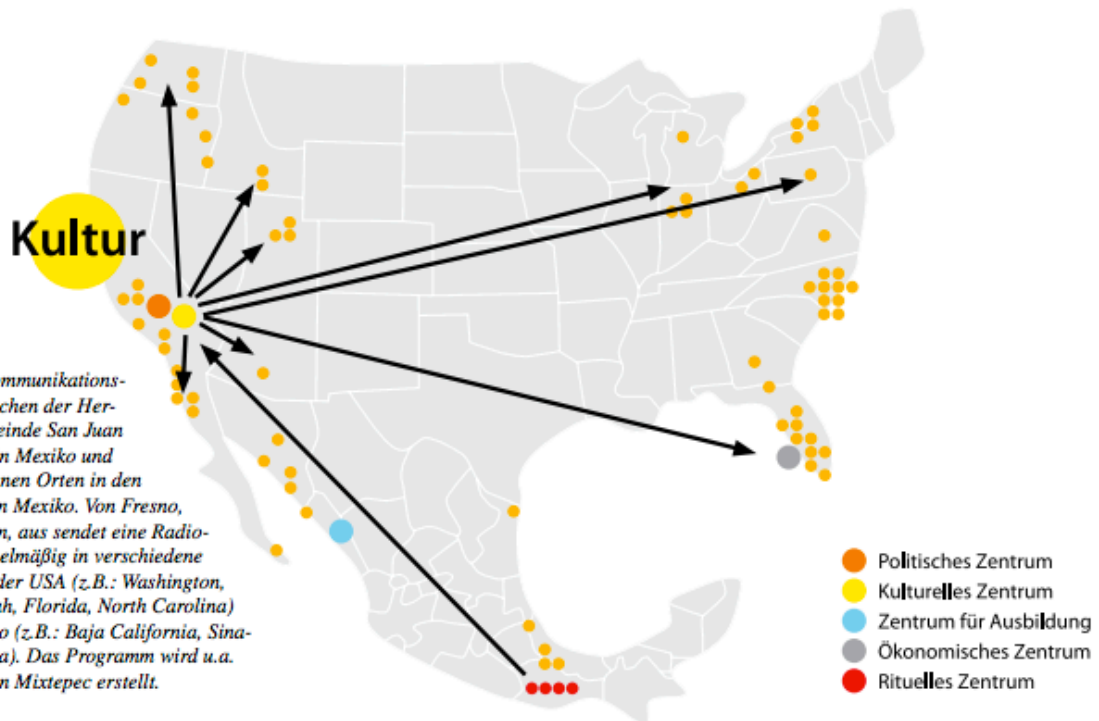 Kultur
ommunikations-
chen der Her-
einde San Juan
n Mexiko und
nen Orten in den
n Mexiko. Von Fresno,
n, aus sendet eine Radio-
elmäßig in verschiedene
der USA (z.B.: Washington,
h, Florida, North Carolina)
o (z.B.: Baja California, Sina-
a). Das Programm wird u.a.
n Mixtepec erstellt.
Politisches Zentrum
Kulturelles Zentrum
Zentrum für Ausbildung
Ökonomisches Zentrum
Rituelles Zentrum